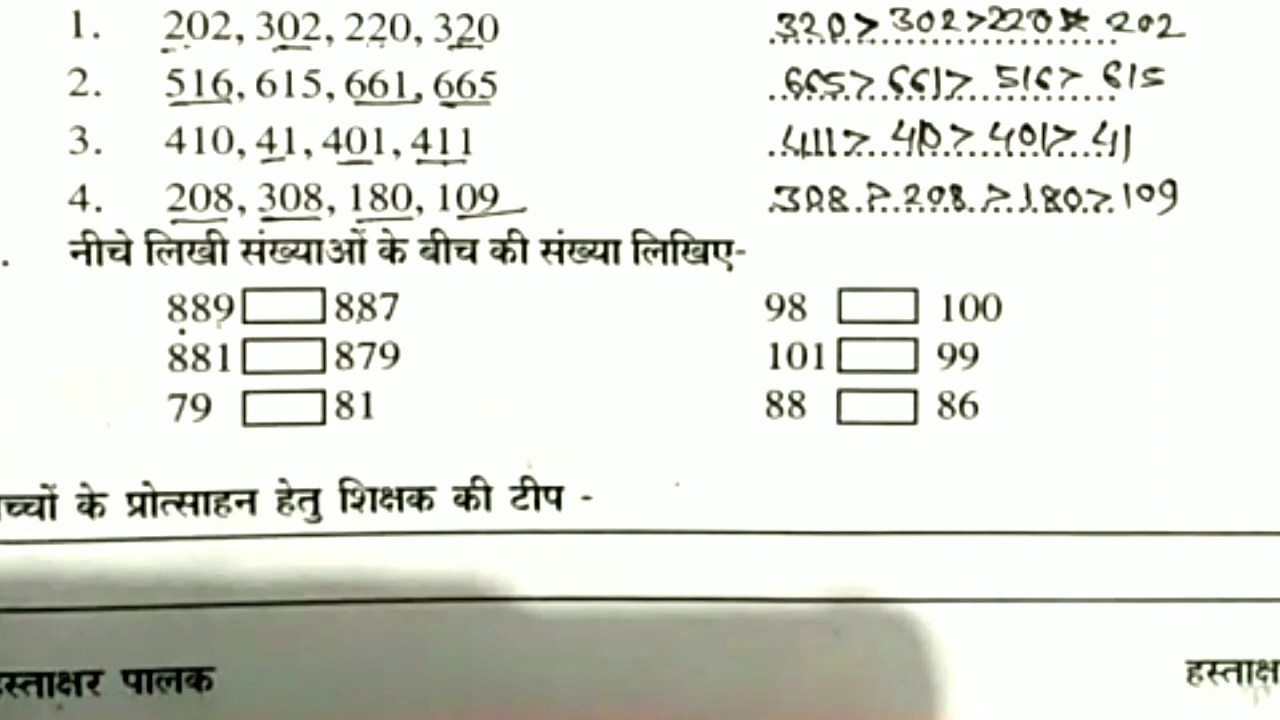 1. 202, 302, 220, 320 320 > 302 > 220 > 202
2. 516, 615, 661, 665 665 > 661 > 516 > 615
3. 410, 41, 401, 411 411 > 410 > 401 > 41
4. 208, 308, 180, 109 308 > 208 > 180 > 109
. नीचे लिखी संख्याओं के बीच की संख्या लिखिए-
889 887 98 100
881 879 101 99
79 81 88 86
च्चों के प्रोत्साहन हेतु शिक्षक की टीप -
स्ताक्षर पालक हस्ताक्ष